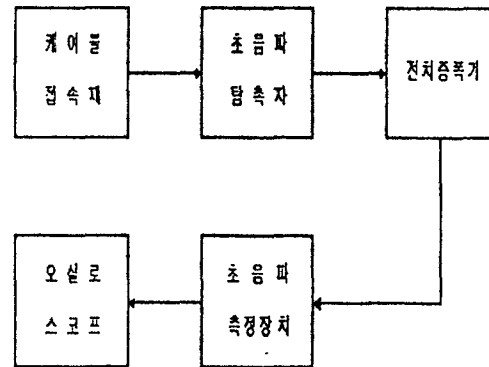 케이블
접속재
초음파
탐촉자
전치증폭기
오실로
스코프
초음파
측정장치